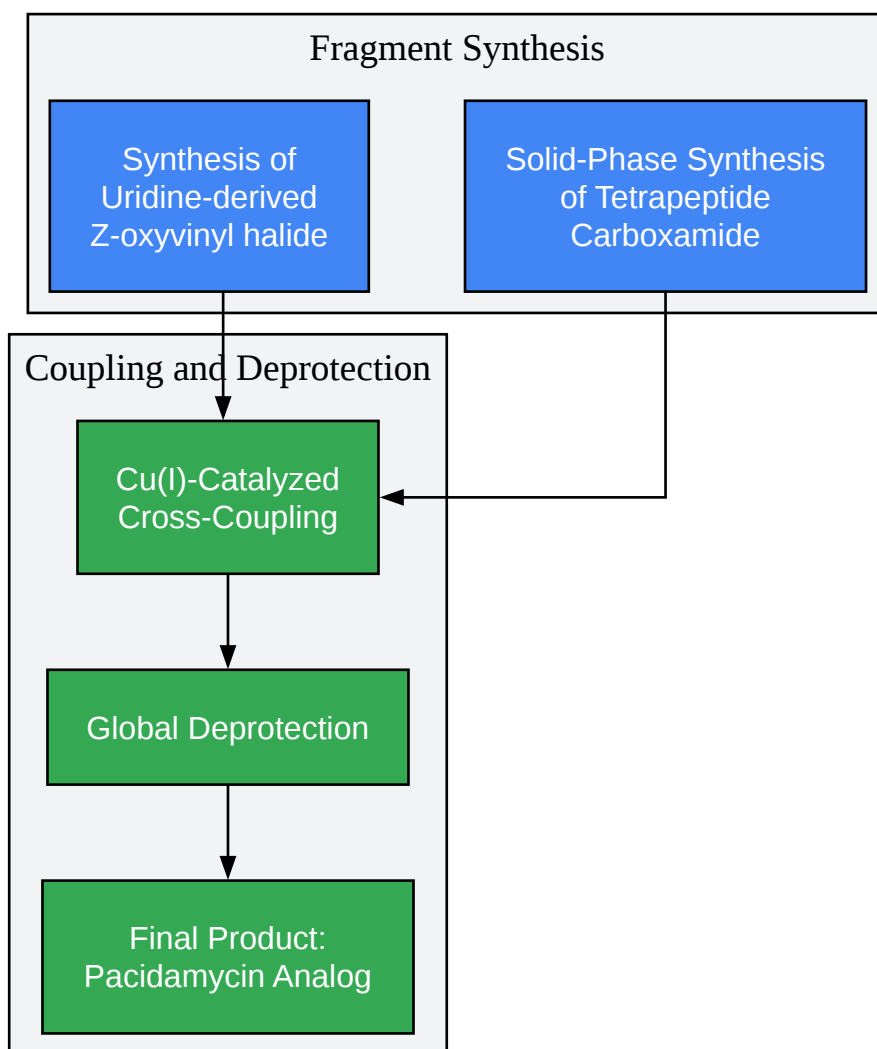 Fragment Synthesis
Synthesis of
Uridine-derived
Z-oxyvinyl halide
Solid-Phase Synthesis
of Tetrapeptide
Carboxamide
Coupling and Deprotection
Cu(I)-Catalyzed
Cross-Coupling
Global Deprotection
Final Product:
Pacidamycin Analog